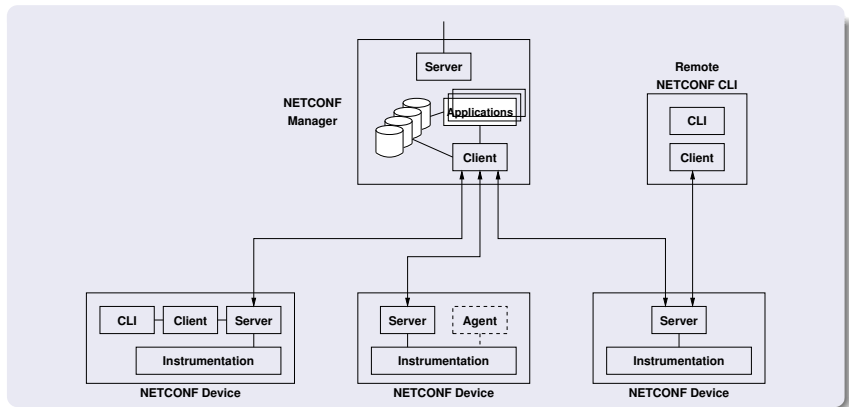 Server
NETCONF
Manager
Applications
Client
Remote
NETCONF CLI
CLI
Client
CLI
Client
Server
Instrumentation
NETCONF Device
Server
Agent
Instrumentation
NETCONF Device
Server
Instrumentation
NETCONF Device